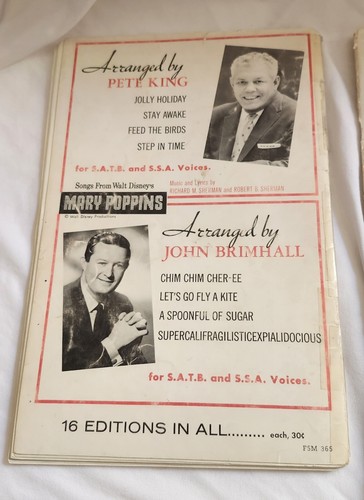 Arranged by
PETE KING
JOLLY HOLIDAY
STAY AWAKE
FEED THE BIRDS
STEP IN TIME
for S.A.T.B. and S.S.A. Voices.
Songs From Walt Disney's
MARY POPPINS
© Walt Disney Productions
Music and Lyrics by
RICHARD M. SHERMAN and ROBERT B. SHERMAN
Arranged by
JOHN BRIMHALL
CHIM CHIM CHER-EE
LET'S GO FLY A KITE
A SPOONFUL OF SUGAR
SUPERCALIFRAGILISTICEXPIALIDOCIOUS
for S.A.T.B. and S.S.A. Voices.
16 EDITIONS IN ALL......... each, 30¢
FSM 365